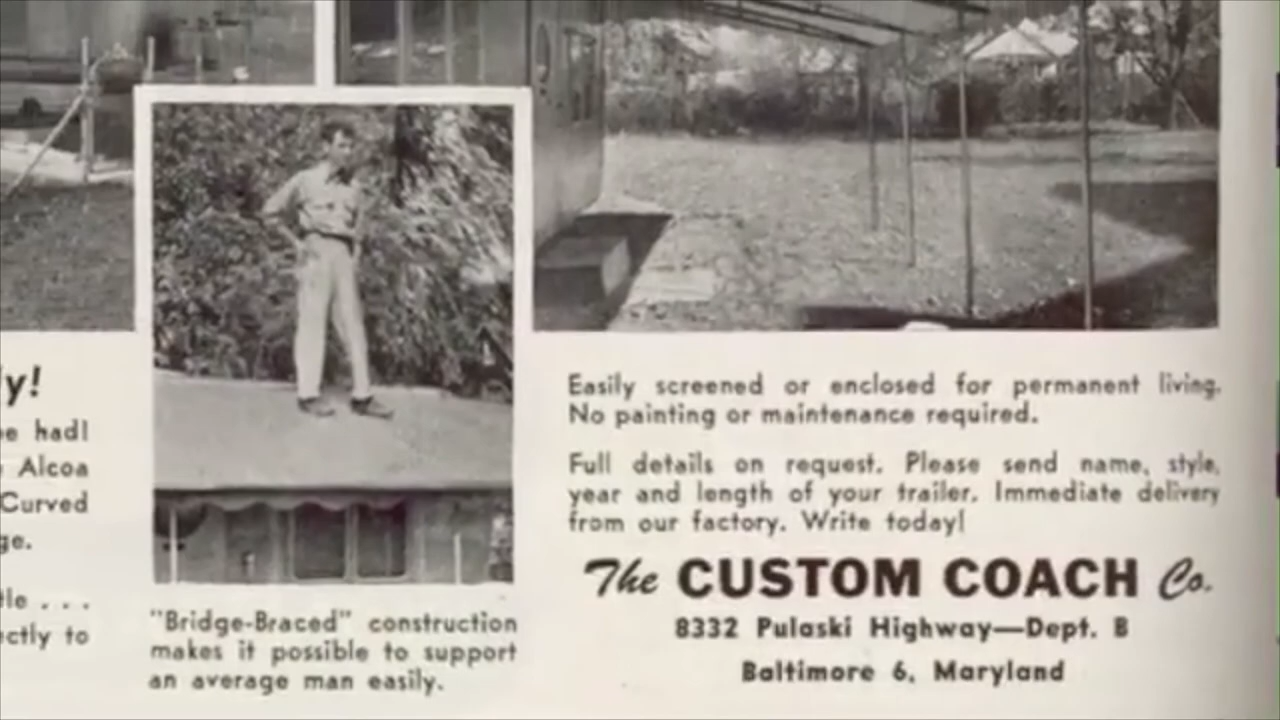 y!
e had!
Alcoa
Curved
ge.
tle . . .
ctly to
"Bridge-Braced" construction
makes it possible to support
an average man easily.
Easily screened or enclosed for permanent living.
No painting or maintenance required.
Full details on request. Please send name, style,
year and length of your trailer. Immediate delivery
from our factory. Write today!
The CUSTOM COACH Co.
8332 Pulaski Highway—Dept. B
Baltimore 6, Maryland